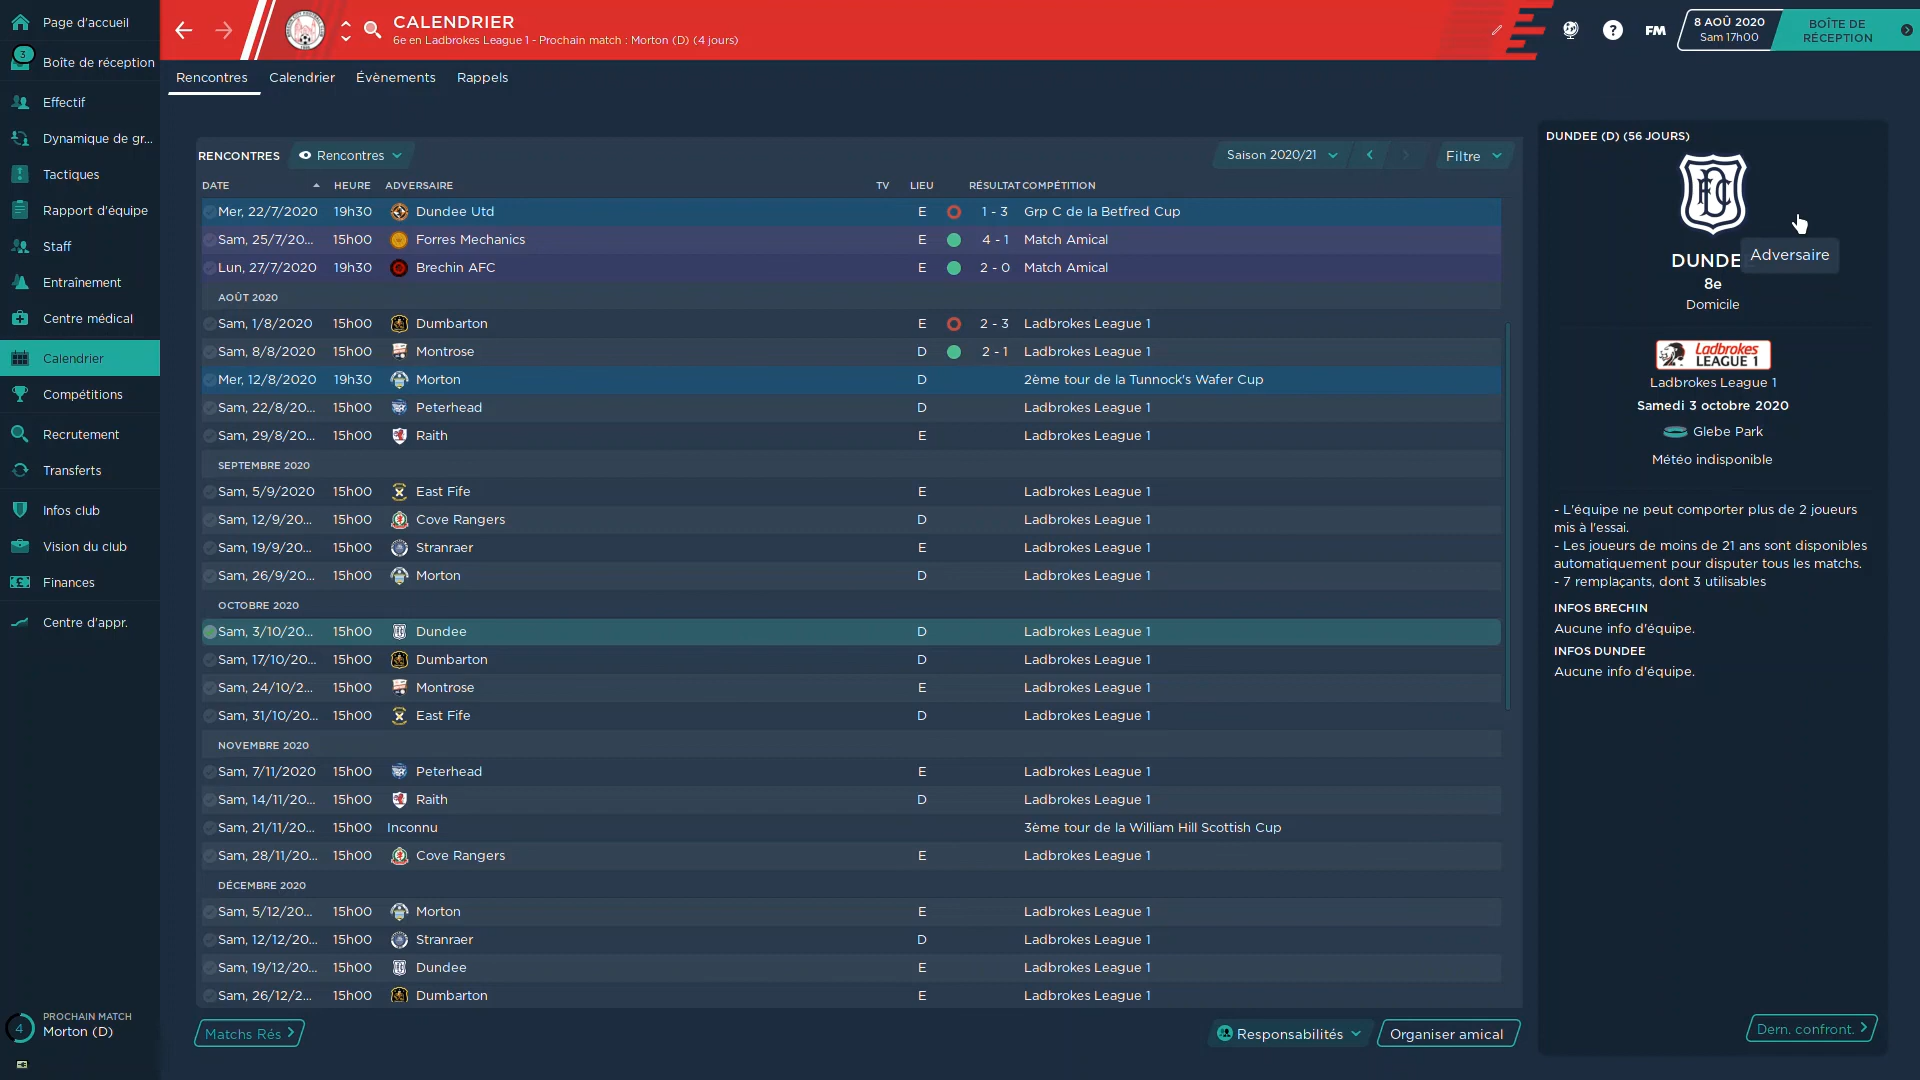 Page d'accueil
3
Boîte de réception
Effectif
Dynamique de gr...
Tactiques
Rapport d'équipe
Staff
Entraînement
Centre médical
Calendrier
Compétitions
Recrutement
Transferts
Infos club
Vision du club
Finances
Centre d'appr.
PROCHAIN MATCH
4 Morton (D)
CALENDRIER
6e en Ladbrokes League 1 - Prochain match : Morton (D) (4 jours)
FM
8 AOÛ 2020
Sam 17h00
BOÎTE DE
RÉCEPTION
Rencontres Calendrier Évènements Rappels
RENCONTRES Rencontres Saison 2020/21 Filtre
DATE HEURE ADVERSAIRE TV LIEU RÉSULTAT COMPÉTITION
Mer, 22/7/2020 19h30 Dundee Utd E 1 - 3 Grp C de la Betfred Cup
Sam, 25/7/20... 15h00 Forres Mechanics E 4 - 1 Match Amical
Lun, 27/7/2020 19h30 Brechin AFC E 2 - 0 Match Amical
AOÛT 2020
Sam, 1/8/2020 15h00 Dumbarton E 2 - 3 Ladbrokes League 1
Sam, 8/8/2020 15h00 Montrose D 2 - 1 Ladbrokes League 1
Mer, 12/8/2020 19h30 Morton D 2ème tour de la Tunnock's Wafer Cup
Sam, 22/8/20... 15h00 Peterhead D Ladbrokes League 1
Sam, 29/8/20... 15h00 Raith E Ladbrokes League 1
SEPTEMBRE 2020
Sam, 5/9/2020 15h00 East Fife E Ladbrokes League 1
Sam, 12/9/20... 15h00 Cove Rangers D Ladbrokes League 1
Sam, 19/9/20... 15h00 Stranraer E Ladbrokes League 1
Sam, 26/9/20... 15h00 Morton D Ladbrokes League 1
OCTOBRE 2020
Sam, 3/10/20... 15h00 Dundee D Ladbrokes League 1
Sam, 17/10/20... 15h00 Dumbarton D Ladbrokes League 1
Sam, 24/10/2... 15h00 Montrose E Ladbrokes League 1
Sam, 31/10/20... 15h00 East Fife D Ladbrokes League 1
NOVEMBRE 2020
Sam, 7/11/2020 15h00 Peterhead E Ladbrokes League 1
Sam, 14/11/20... 15h00 Raith D Ladbrokes League 1
Sam, 21/11/20... 15h00 Inconnu 3ème tour de la William Hill Scottish Cup
Sam, 28/11/20... 15h00 Cove Rangers E Ladbrokes League 1
DÉCEMBRE 2020
Sam, 5/12/20... 15h00 Morton E Ladbrokes League 1
Sam, 12/12/20... 15h00 Stranraer D Ladbrokes League 1
Sam, 19/12/20... 15h00 Dundee E Ladbrokes League 1
Sam, 26/12/2... 15h00 Dumbarton E Ladbrokes League 1
Matchs Rés Responsabilités Organiser amical
DUNDEE (D) (56 JOURS)
DFC
DUNDE
Adversaire
8e
Domicile
Ladbrokes
LEAGUE 1
Ladbrokes League 1
Samedi 3 octobre 2020
Glebe Park
Météo indisponible
- L'équipe ne peut comporter plus de 2 joueurs
mis à l'essai.
- Les joueurs de moins de 21 ans sont disponibles
automatiquement pour disputer tous les matchs.
- 7 remplaçants, dont 3 utilisables
INFOS BRECHIN
Aucune info d'équipe.
INFOS DUNDEE
Aucune info d'équipe.
Dern. confront.